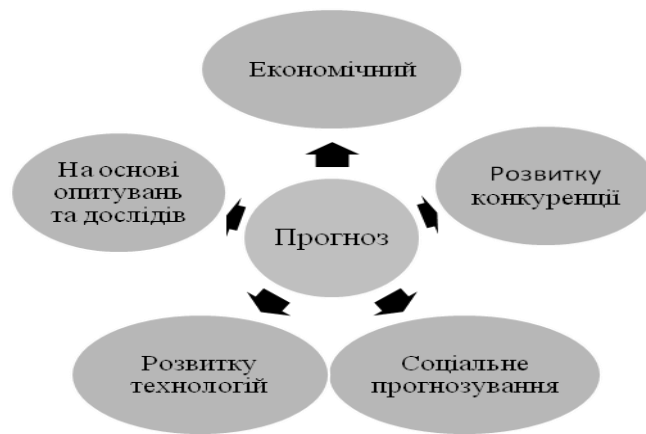 Економічний
На основі
опитувань
та дослідів
Розвитку
конкуренції
Прогноз
Розвитку
технологій
Соціальне
прогнозування